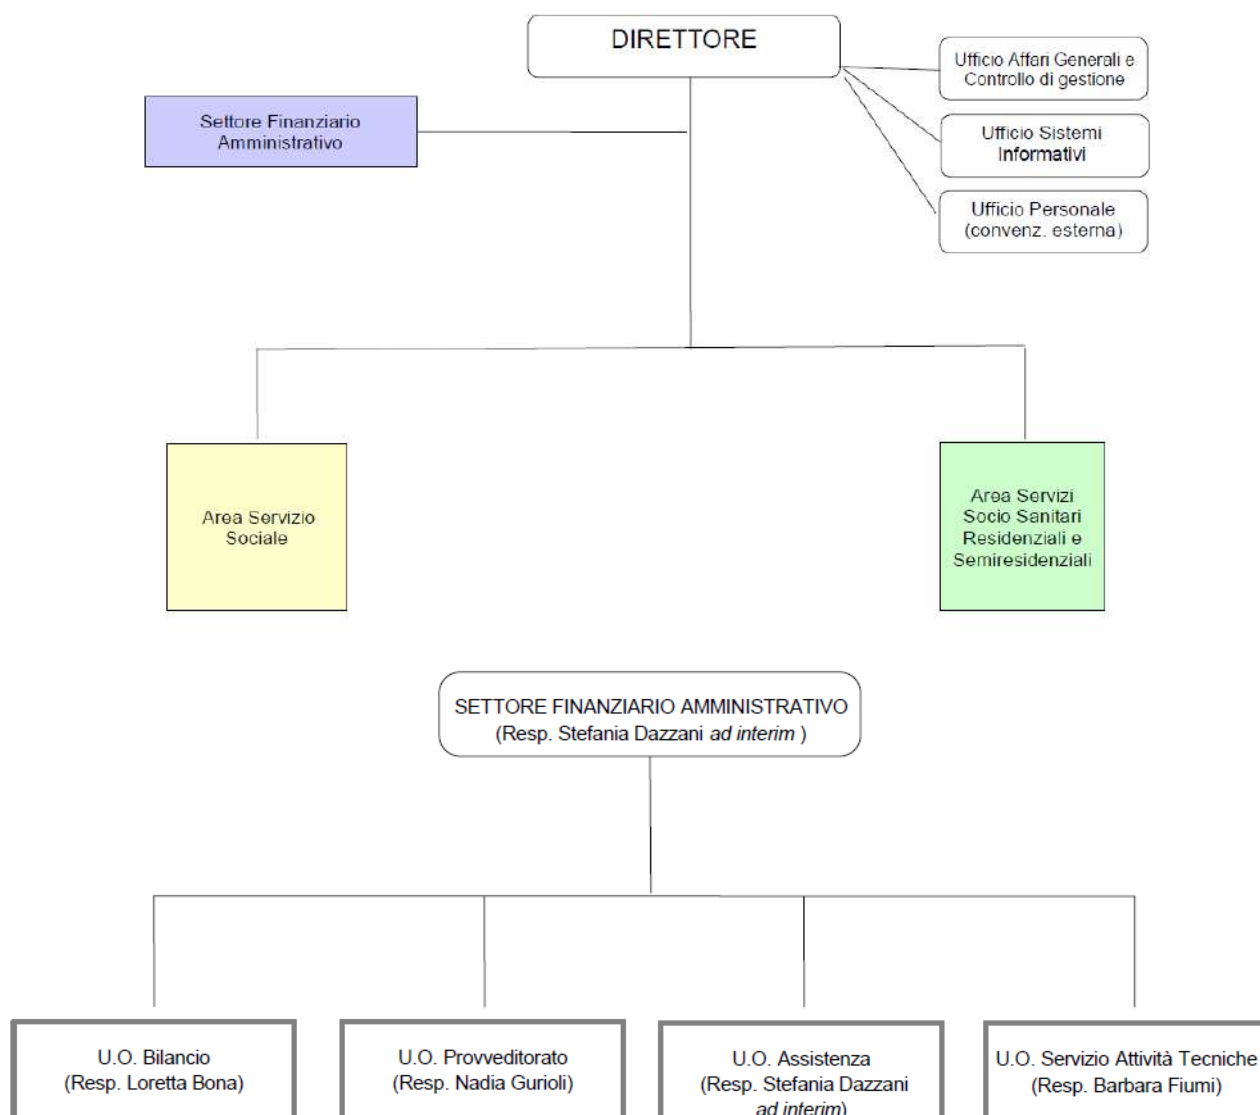 DIRETTORE
Ufficio Affari Generali e
Controllo di gestione
Settore Finanziario
Amministrativo
Ufficio Sistemi
Informativi
Ufficio Personale
(convenz. esterna)
Area Servizio
Sociale
Area Servizi
Socio Sanitari
Residenziali e
Semiresidenziali
SETTORE FINANZIARIO AMMINISTRATIVO
(Resp. Stefania Dazzani ad interim )
U.O. Bilancio
(Resp. Loretta Bona)
U.O. Provveditorato
(Resp. Nadia Gurioli)
U.O. Assistenza
(Resp. Stefania Dazzani
ad interim)
U.O. Servizio Attività Tecniche
(Resp. Barbara Fiumi)